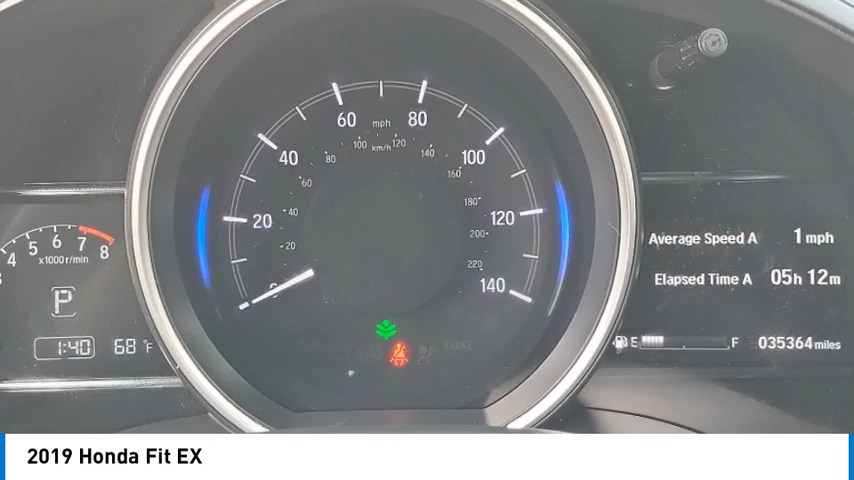 60 mph 80
80 100 km/h 120 140
40 100
60 160
20 40 180 120
20 200
0 220 140
4 5 6 7 8
x1000r/min
P
1:40 68°F
BRAKE
Average Speed A 1 mph
Elapsed Time A 05h 12m
E F 035364 miles
2019 Honda Fit EX